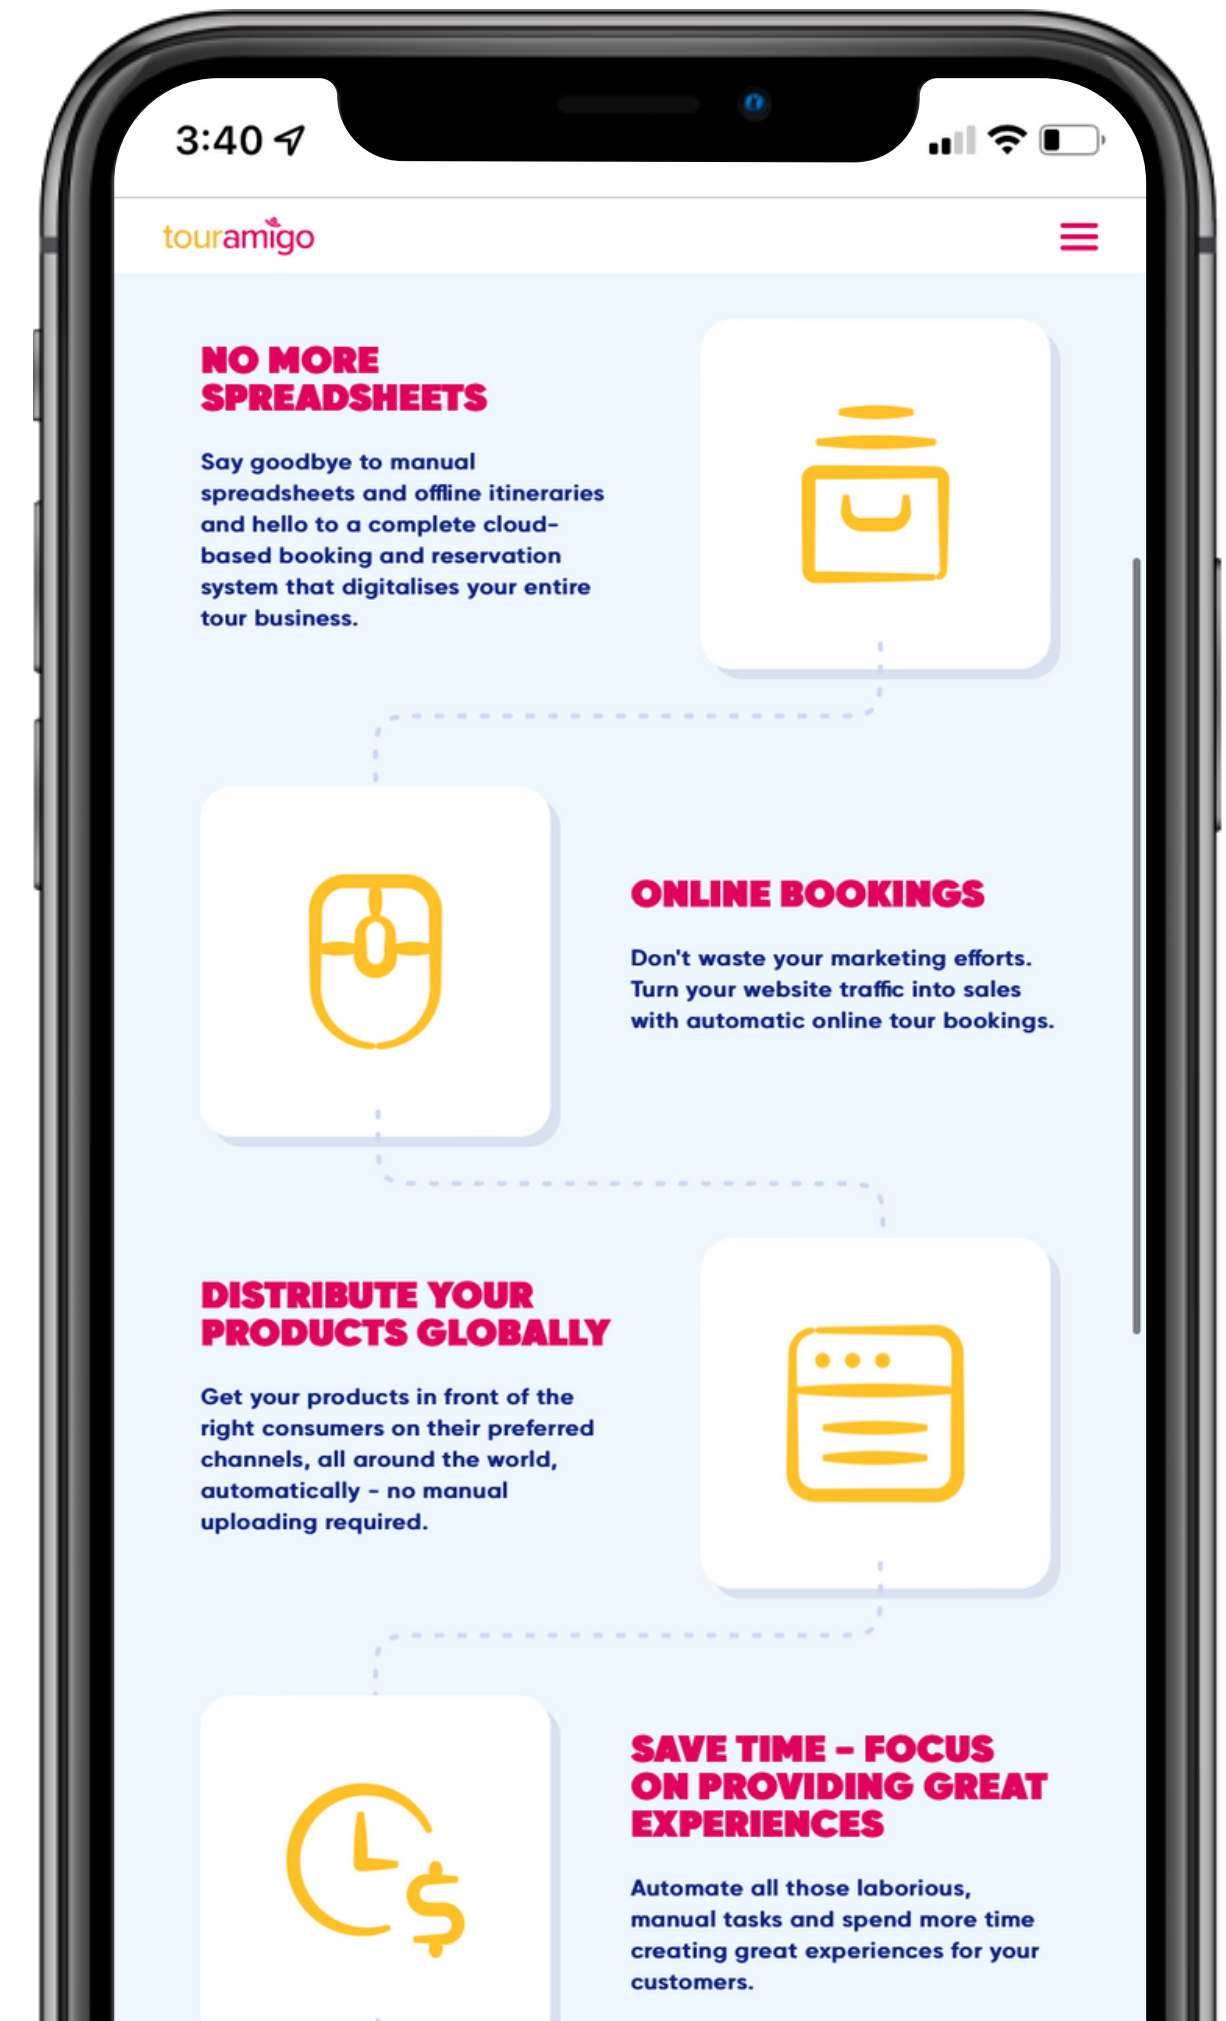 3:40
touramigo
NO MORE
SPREADSHEETS
Say goodbye to manual
spreadsheets and offline itineraries
and hello to a complete cloud-
based booking and reservation
system that digitalises your entire
tour business.
ONLINE BOOKINGS
Don't waste your marketing efforts.
Turn your website traffic into sales
with automatic online tour bookings.
DISTRIBUTE YOUR
PRODUCTS GLOBALLY
Get your products in front of the
right consumers on their preferred
channels, all around the world,
automatically - no manual
uploading required.
$
SAVE TIME - FOCUS
ON PROVIDING GREAT
EXPERIENCES
Automate all those laborious,
manual tasks and spend more time
creating great experiences for your
customers.